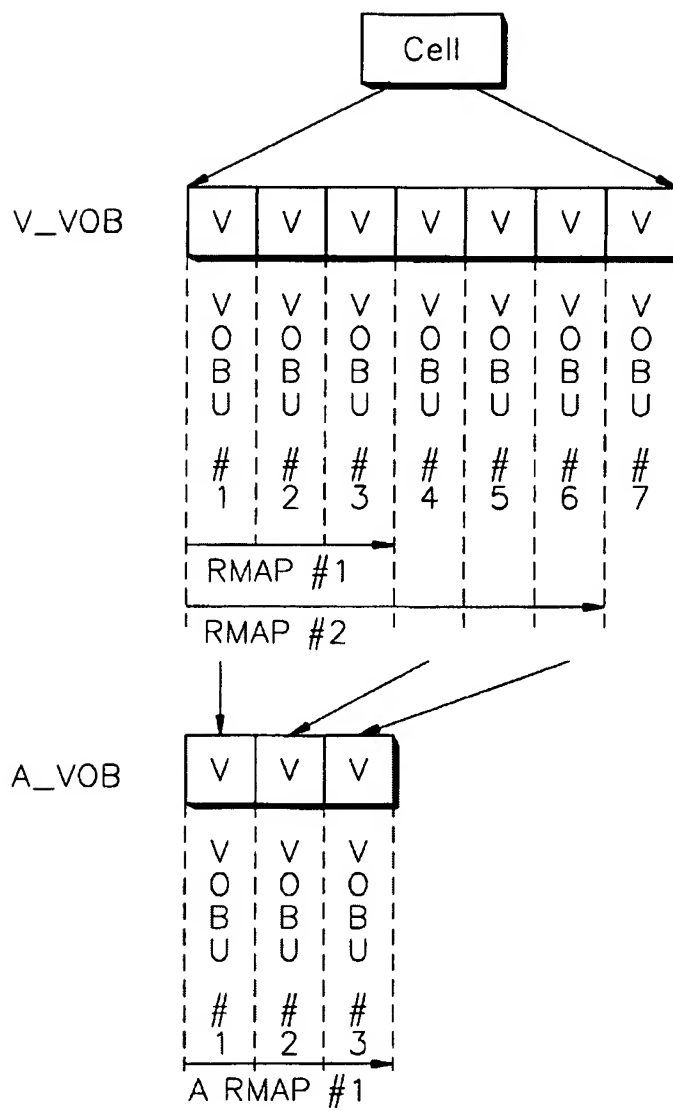 Cell
V_VOB V V V V V V V
VOBU #1 VOBU #2 VOBU #3 VOBU #4 VOBU #5 VOBU #6 VOBU #7
RMAP #1
RMAP #2
A_VOB V V V
VOBU #1 VOBU #2 VOBU #3
A RMAP #1